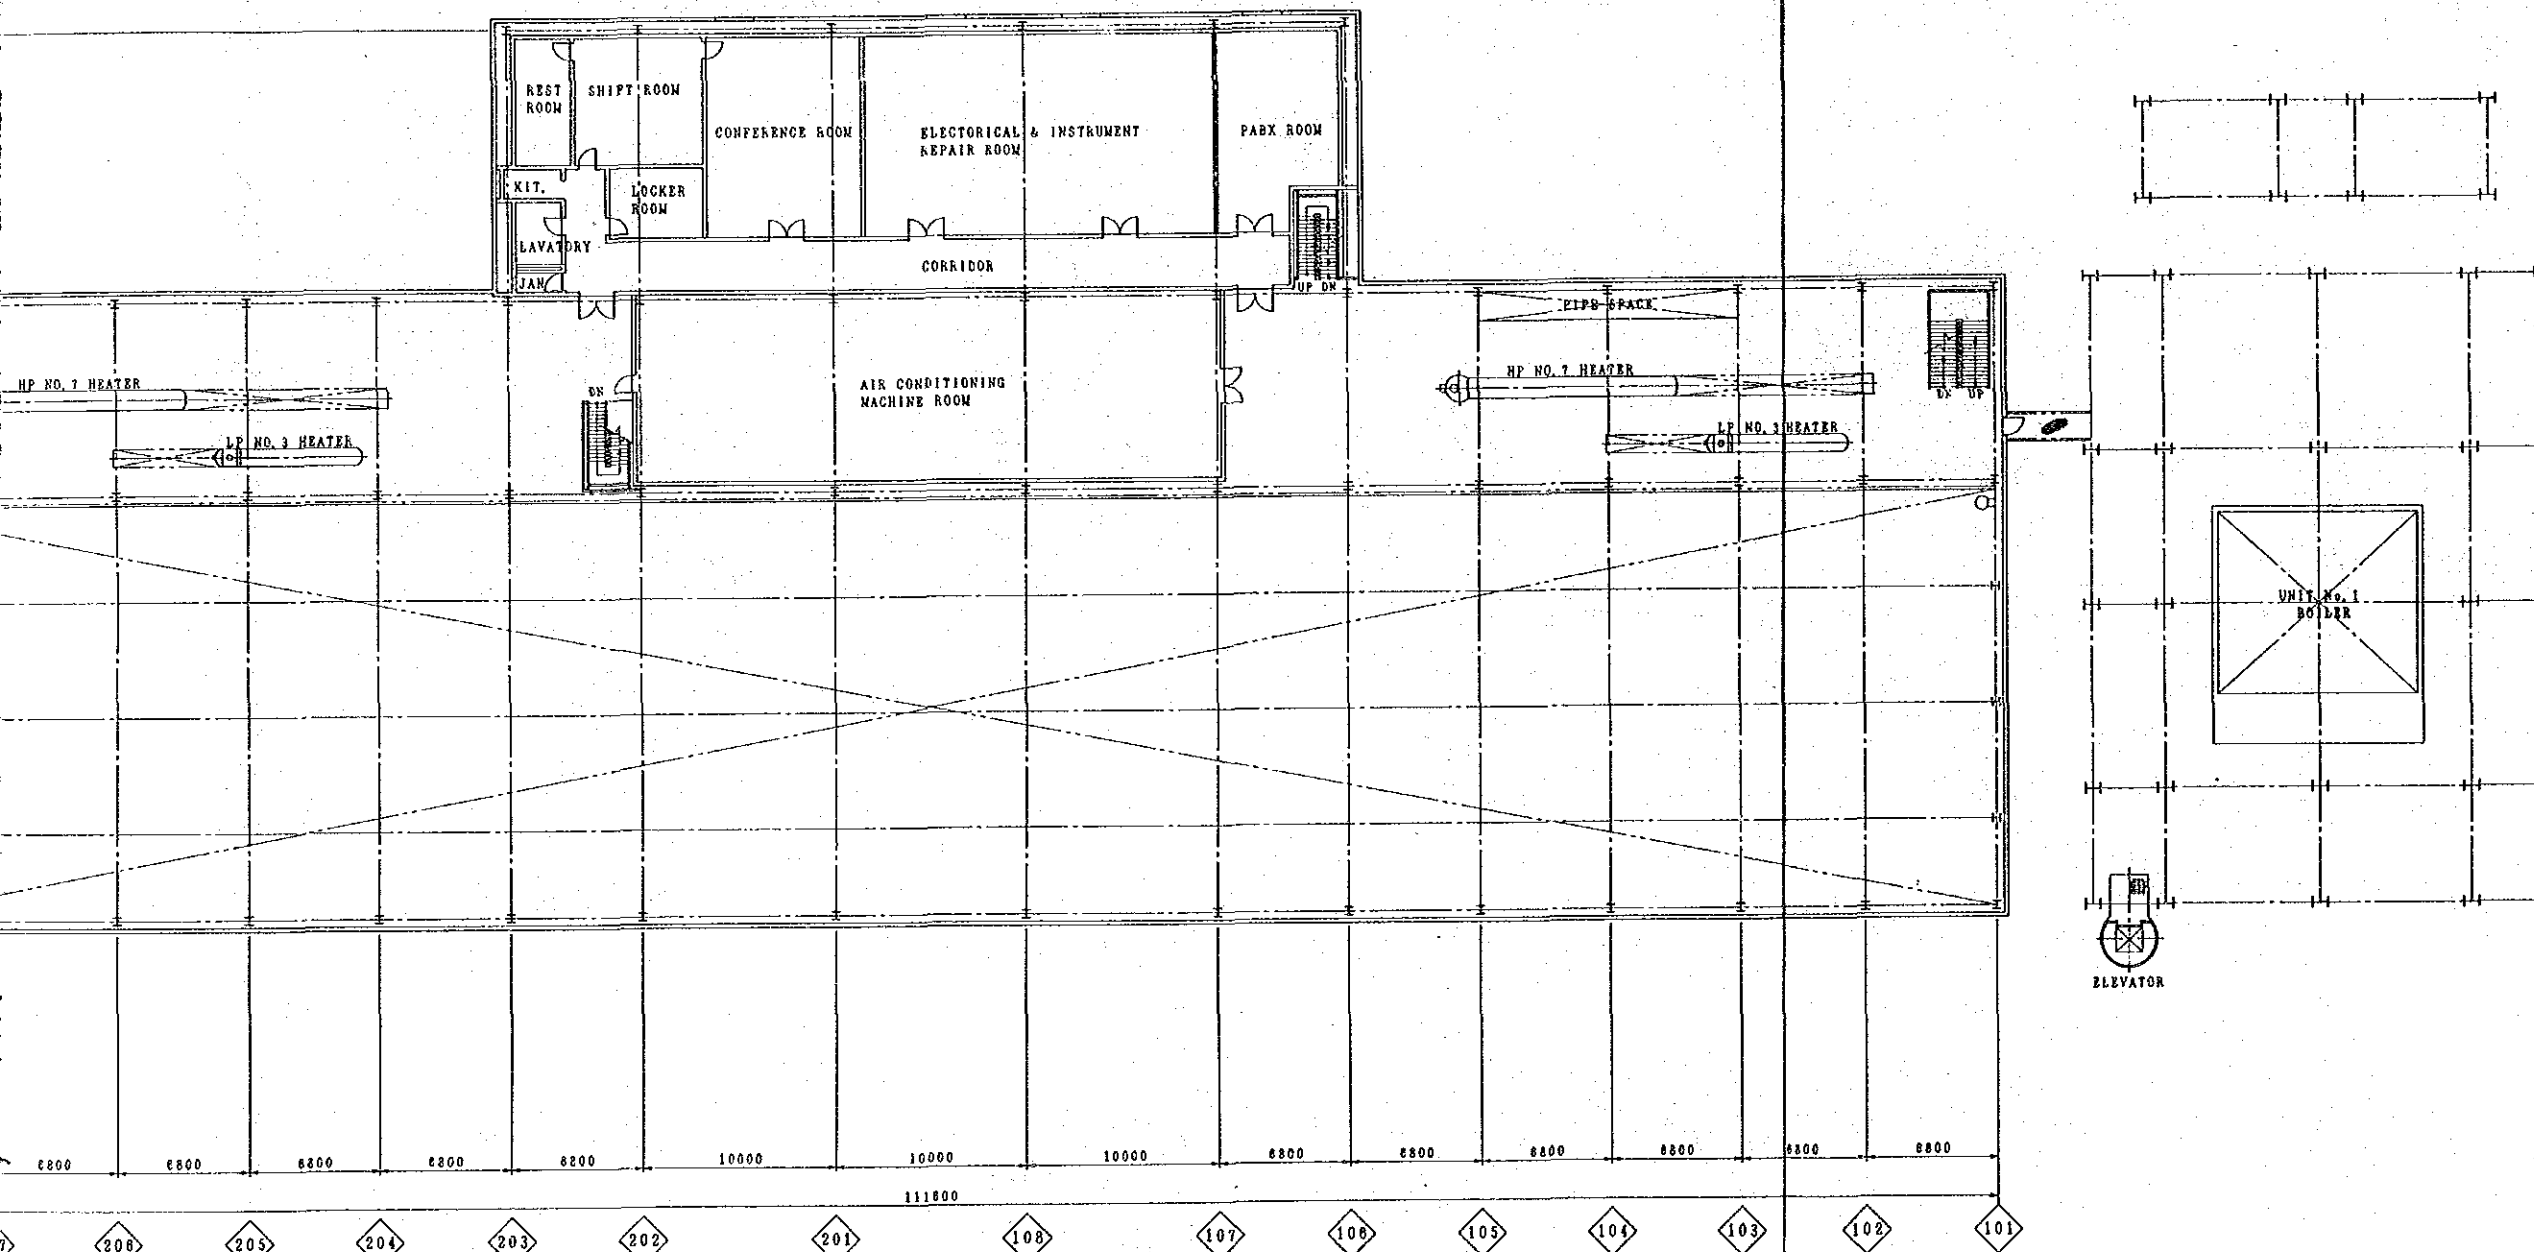 REST
ROOM
SHIFT ROOM
CONFERENCE ROOM
ELECTORICAL & INSTRUMENT
REPAIR ROOM
PABX ROOM
KIT.
LOCKER
ROOM
LAVATORY
CORRIDOR
JAN
UP DN
PIPE SPACE
HP NO. 7 HEATER
LP NO. 3 HEATER
DN
AIR CONDITIONING
MACHINE ROOM
HP NO. 7 HEATER
LP NO. 3 HEATER
DN UP
UNIT No. 1
BOILER
ELEVATOR
6800 6800 6800 6800 6800 10000 10000 10000 6800 6800 6800 6800 6800 6800
111600
206 205 204 203 202 201 108 107 106 105 104 103 102 101